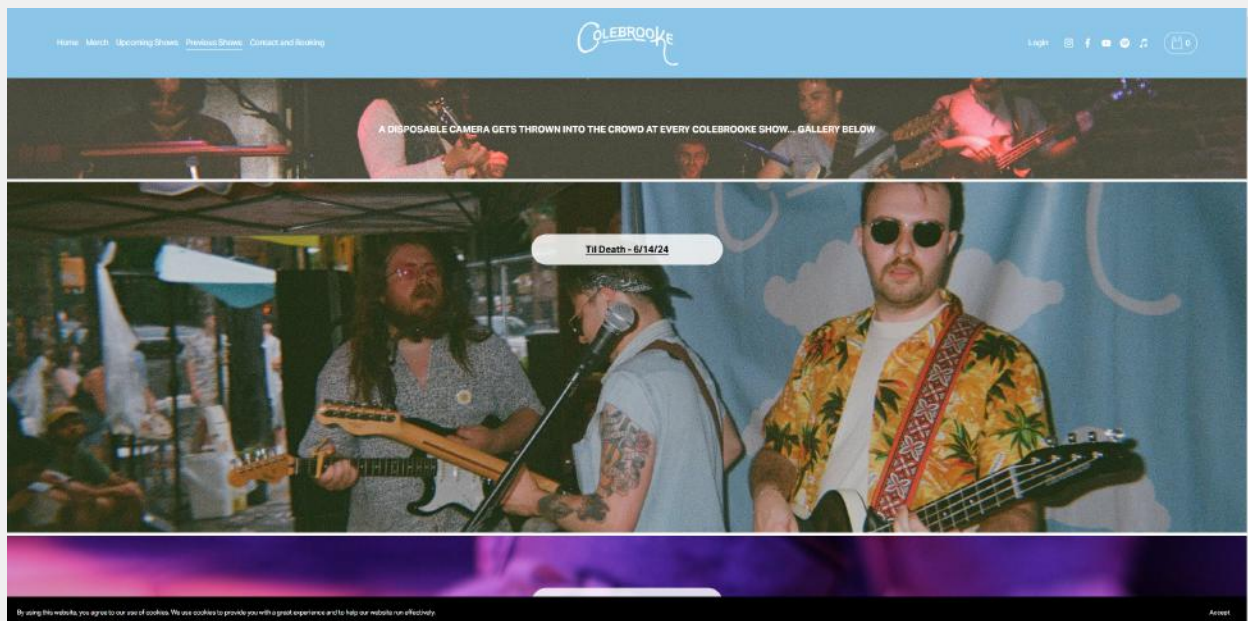 Home Merch Upcoming Shows Previous Shows Contact and Booking
COLEBROOKE
Login
0
A DISPOSABLE CAMERA GETS THROWN INTO THE CROWD AT EVERY COLEBROOKE SHOW... GALLERY BELOW
Til Death - 6/14/24
By using this website, you agree to our use of cookies. We use cookies to provide you with a great experience and to help our website run effectively.
Accept